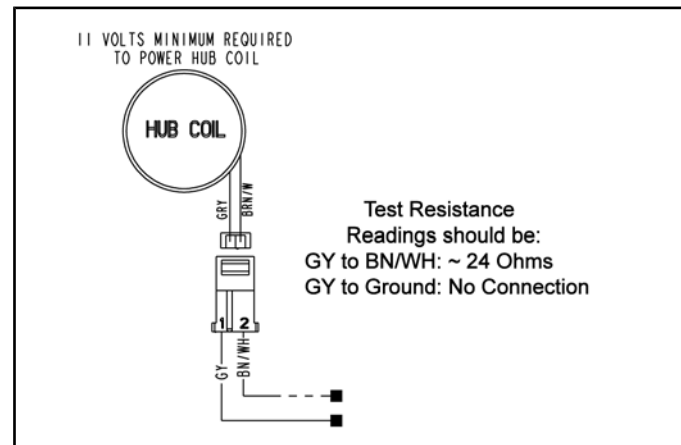 11 VOLTS MINIMUM REQUIRED
TO POWER HUB COIL
HUB COIL
GRY
BRN/W
Test Resistance
Readings should be:
GY to BN/WH: ~ 24 Ohms
GY to Ground: No Connection
1 2
GY
BN/WH